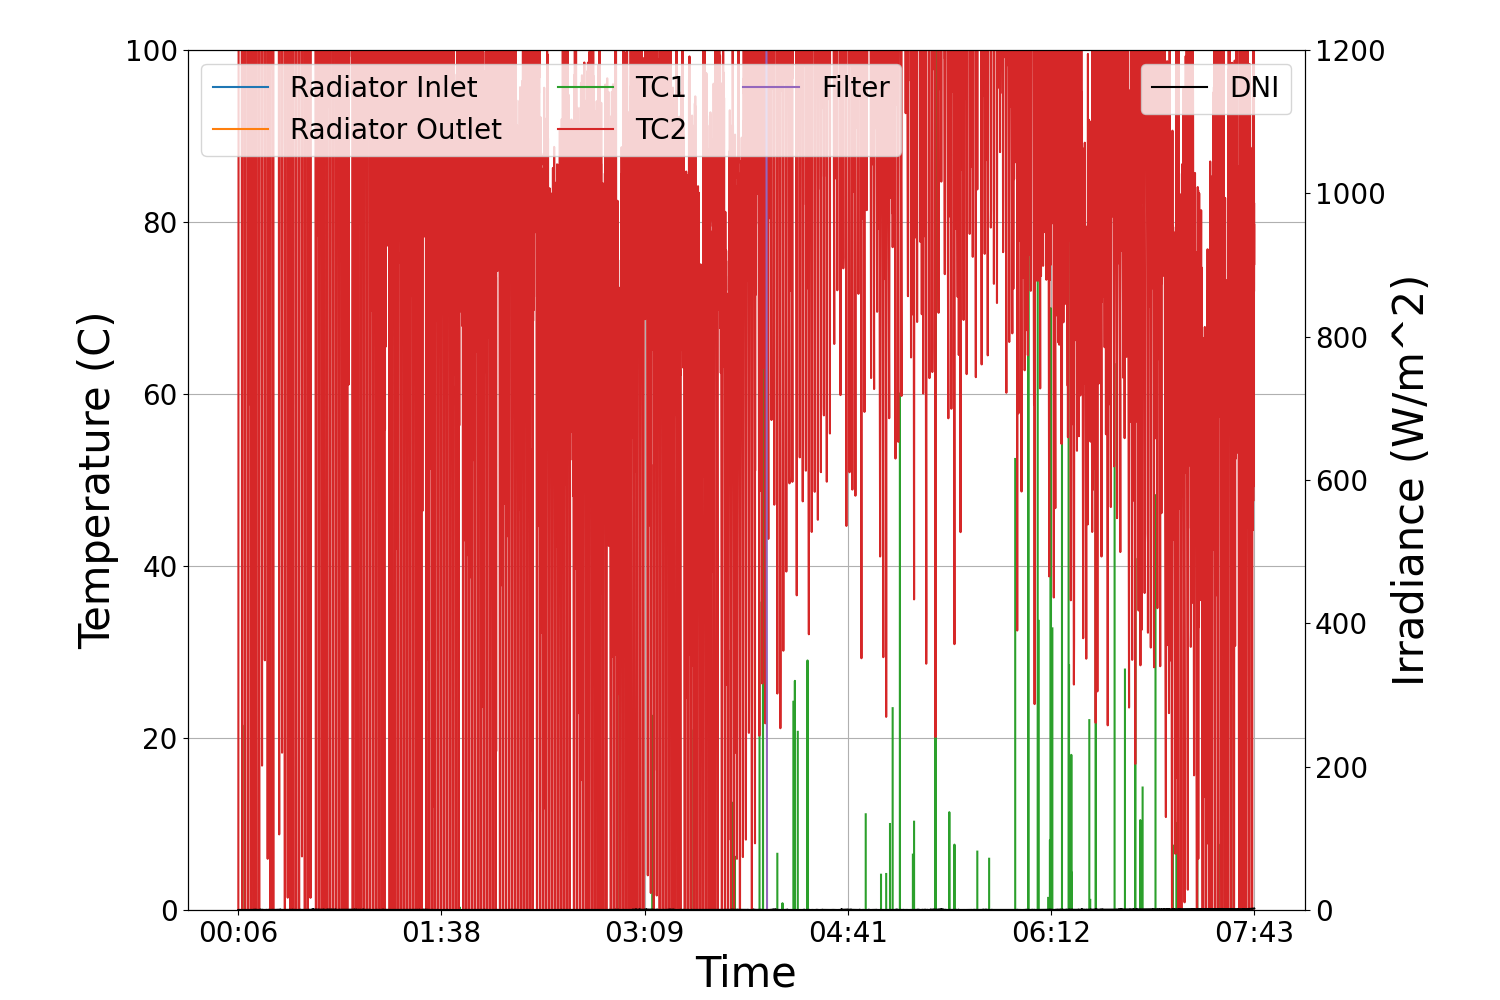 Radiator Inlet
Radiator Outlet
TC1
TC2
Filter
DNI
Temperature (C)
100
80
60
40
20
0
1200
1000
800
600
400
200
0
Irradiance (W/m^2)
00:06 01:38 03:09 04:41 06:12 07:43
Time